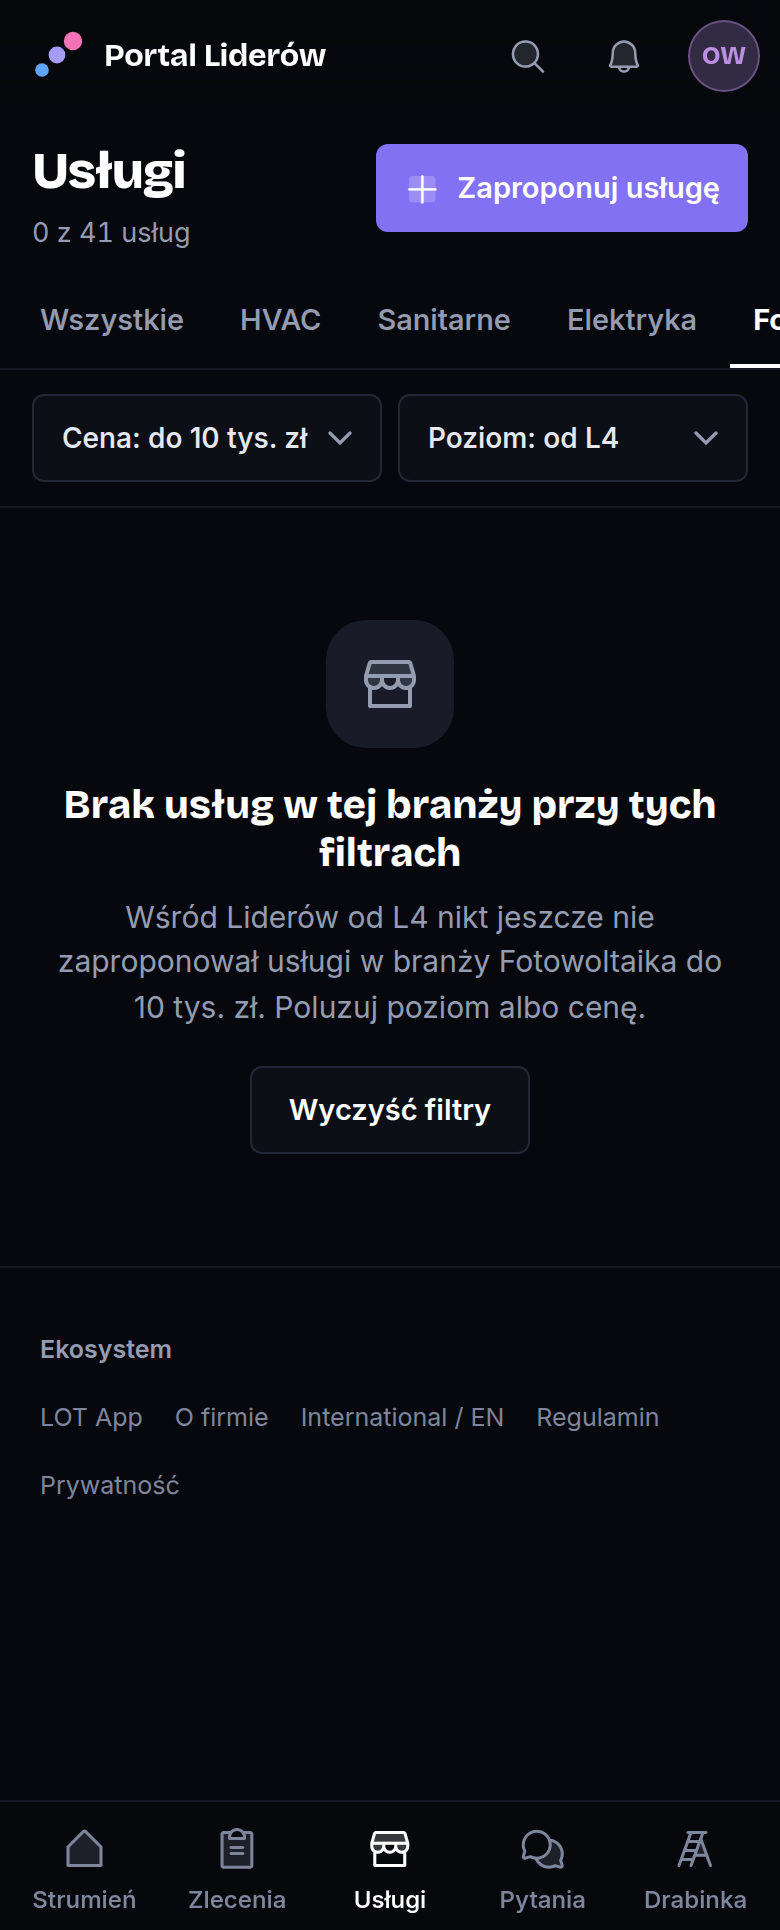 Portal Liderów
OW
Usługi
Zaproponuj usługę
0 z 41 usług
Wszystkie HVAC Sanitarne Elektryka Fo
Cena: do 10 tys. zł
Poziom: od L4
Brak usług w tej branży przy tych
filtrach
Wśród Liderów od L4 nikt jeszcze nie
zaproponował usługi w branży Fotowoltaika do
10 tys. zł. Poluzuj poziom albo cenę.
Wyczyść filtry
Ekosystem
LOT App O firmie International / EN Regulamin
Prywatność
Strumień Zlecenia Usługi Pytania Drabinka